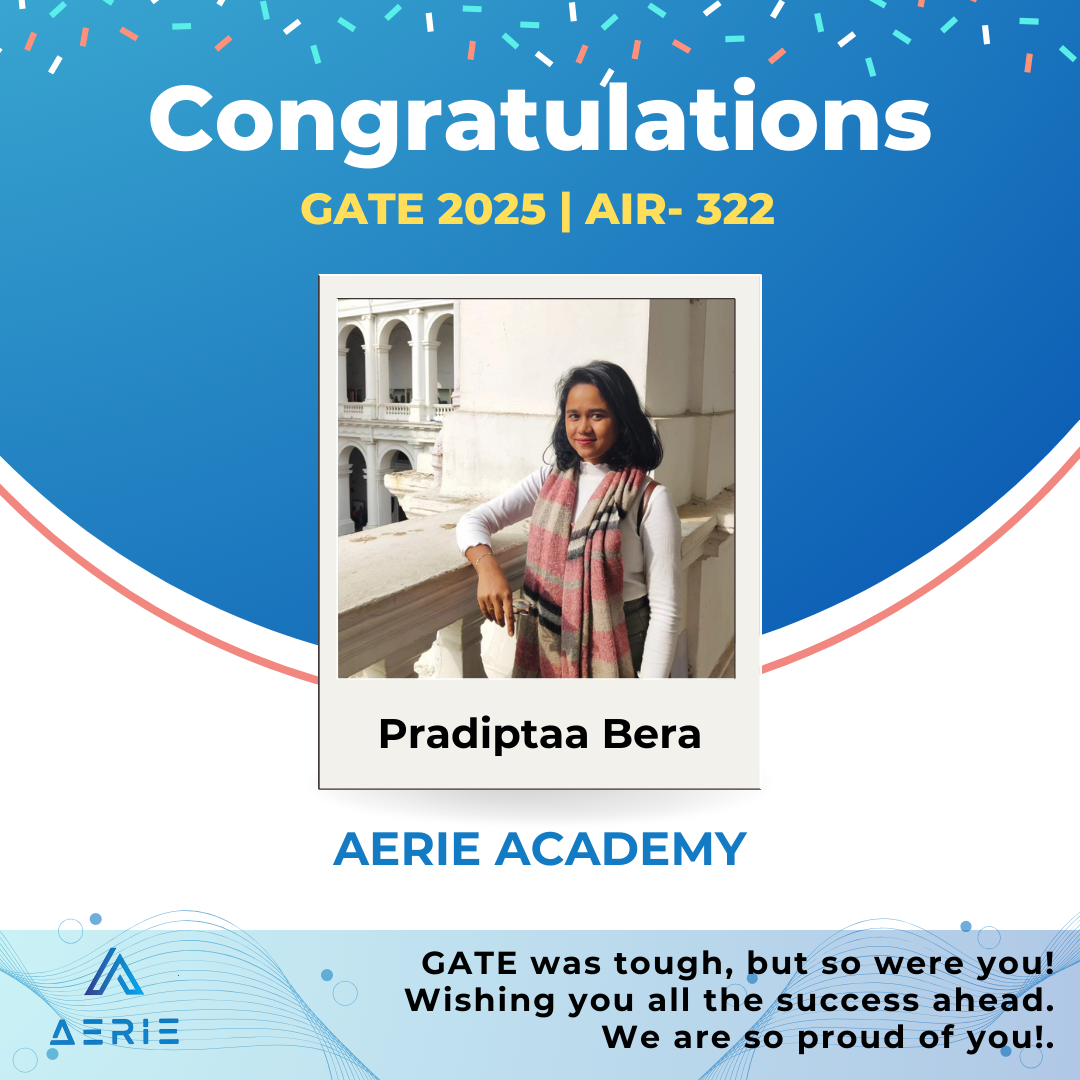 Congratulations
GATE 2025 | AIR- 322
Pradiptaa Bera
AERIE ACADEMY
GATE was tough, but so were you!
Wishing you all the success ahead.
We are so proud of you!.
AERiE